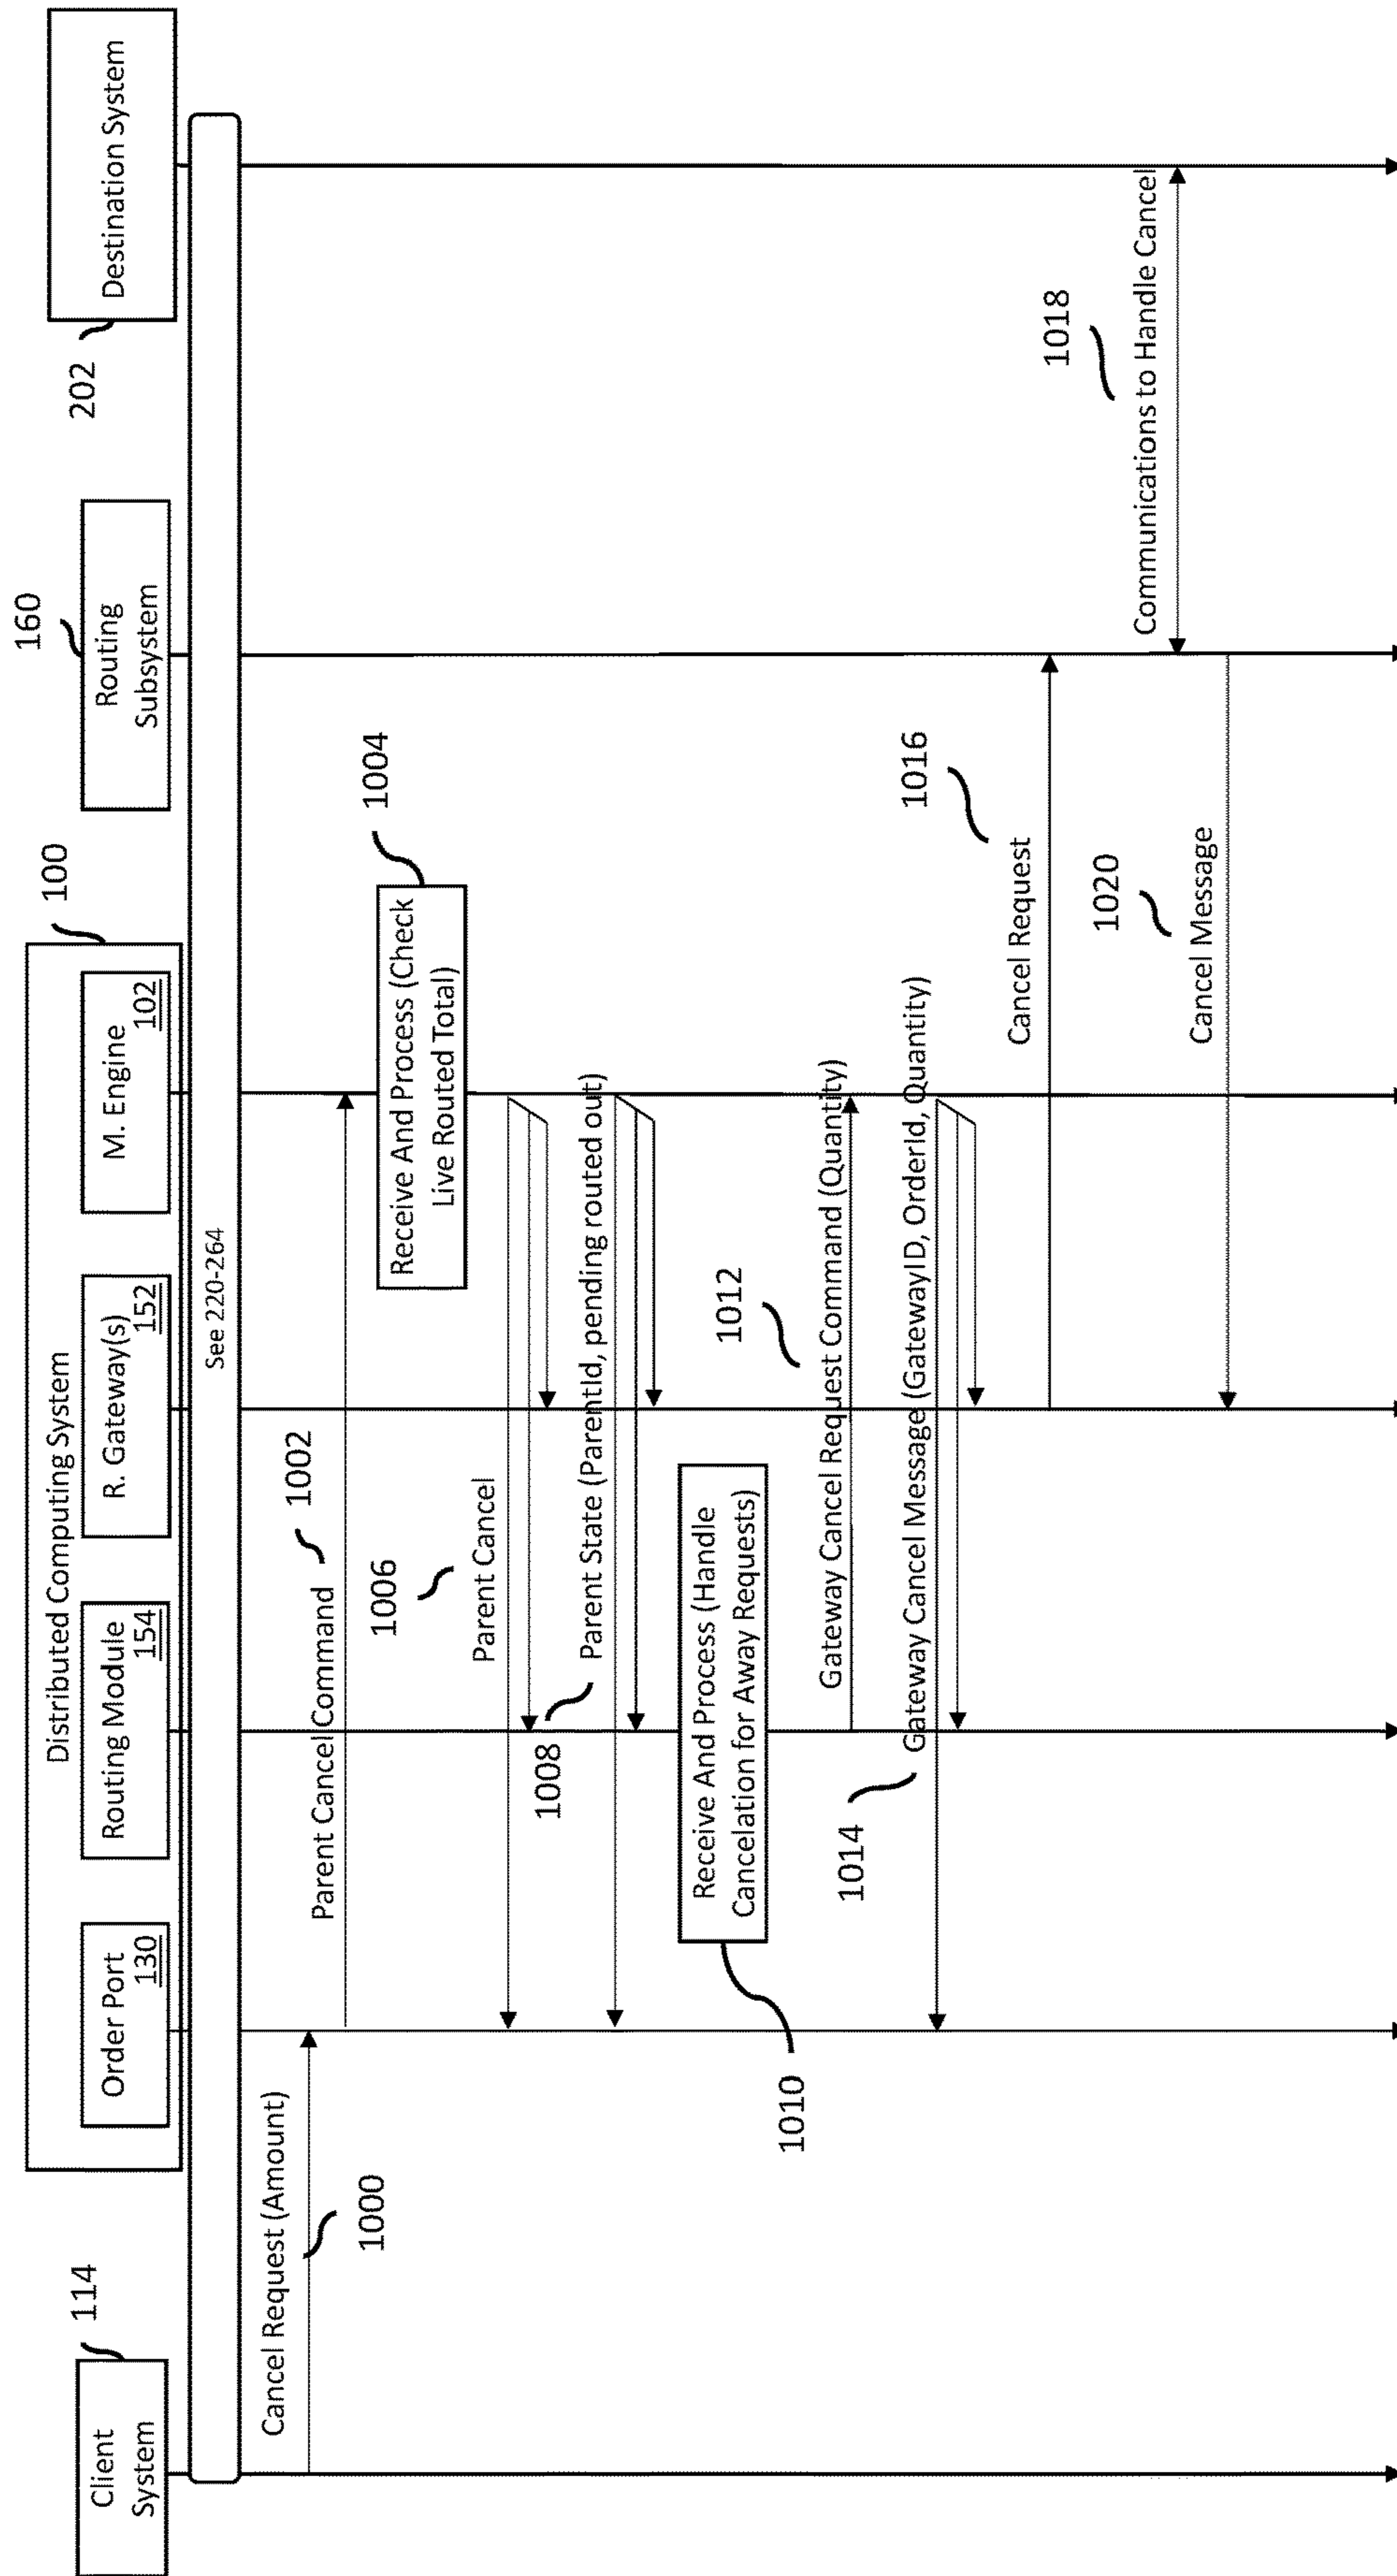 Client
System
114
Distributed Computing System
100
Order Port
130
Routing Module
154
R. Gateway(s)
152
M. Engine
102
Routing
Subsystem
160
Destination System
202
See 220-264
Cancel Request (Amount)
1000
Parent Cancel Command
1002
Receive And Process (Check
Live Routed Total)
1004
Parent Cancel
1006
Parent State (ParentId, pending routed out)
1008
Receive And Process (Handle
Cancelation for Away Requests)
1010
Gateway Cancel Request Command (Quantity)
1012
Gateway Cancel Message (GatewayID, OrderId, Quantity)
1014
Cancel Request
1016
Communications to Handle Cancel
1018
Cancel Message
1020